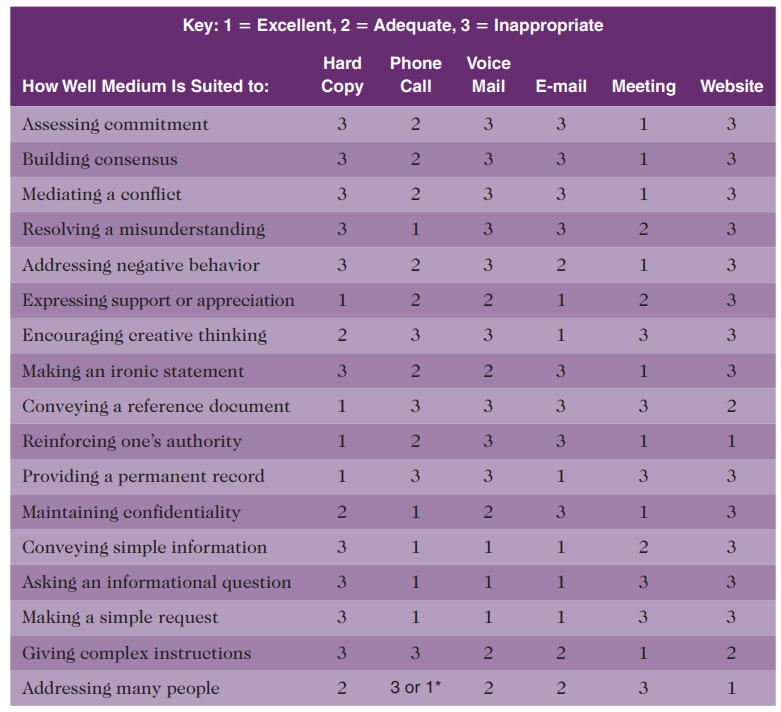 Key: 1 = Excellent, 2 = Adequate, 3 = Inappropriate
How Well Medium Is Suited to: Hard Copy Phone Call Voice Mail E-mail Meeting Website
Assessing commitment 3 2 3 3 1 3
Building consensus 3 2 3 3 1 3
Mediating a conflict 3 2 3 3 1 3
Resolving a misunderstanding 3 1 3 3 2 3
Addressing negative behavior 3 2 3 2 1 3
Expressing support or appreciation 1 2 2 1 2 3
Encouraging creative thinking 2 3 3 1 3 3
Making an ironic statement 3 2 2 3 1 3
Conveying a reference document 1 3 3 3 3 2
Reinforcing one's authority 1 2 3 3 1 1
Providing a permanent record 1 3 3 1 3 3
Maintaining confidentiality 2 1 2 3 1 3
Conveying simple information 3 1 1 1 2 3
Asking an informational question 3 1 1 1 3 3
Making a simple request 3 1 1 1 3 3
Giving complex instructions 3 3 2 2 1 2
Addressing many people 2 3 or 1* 2 2 3 1